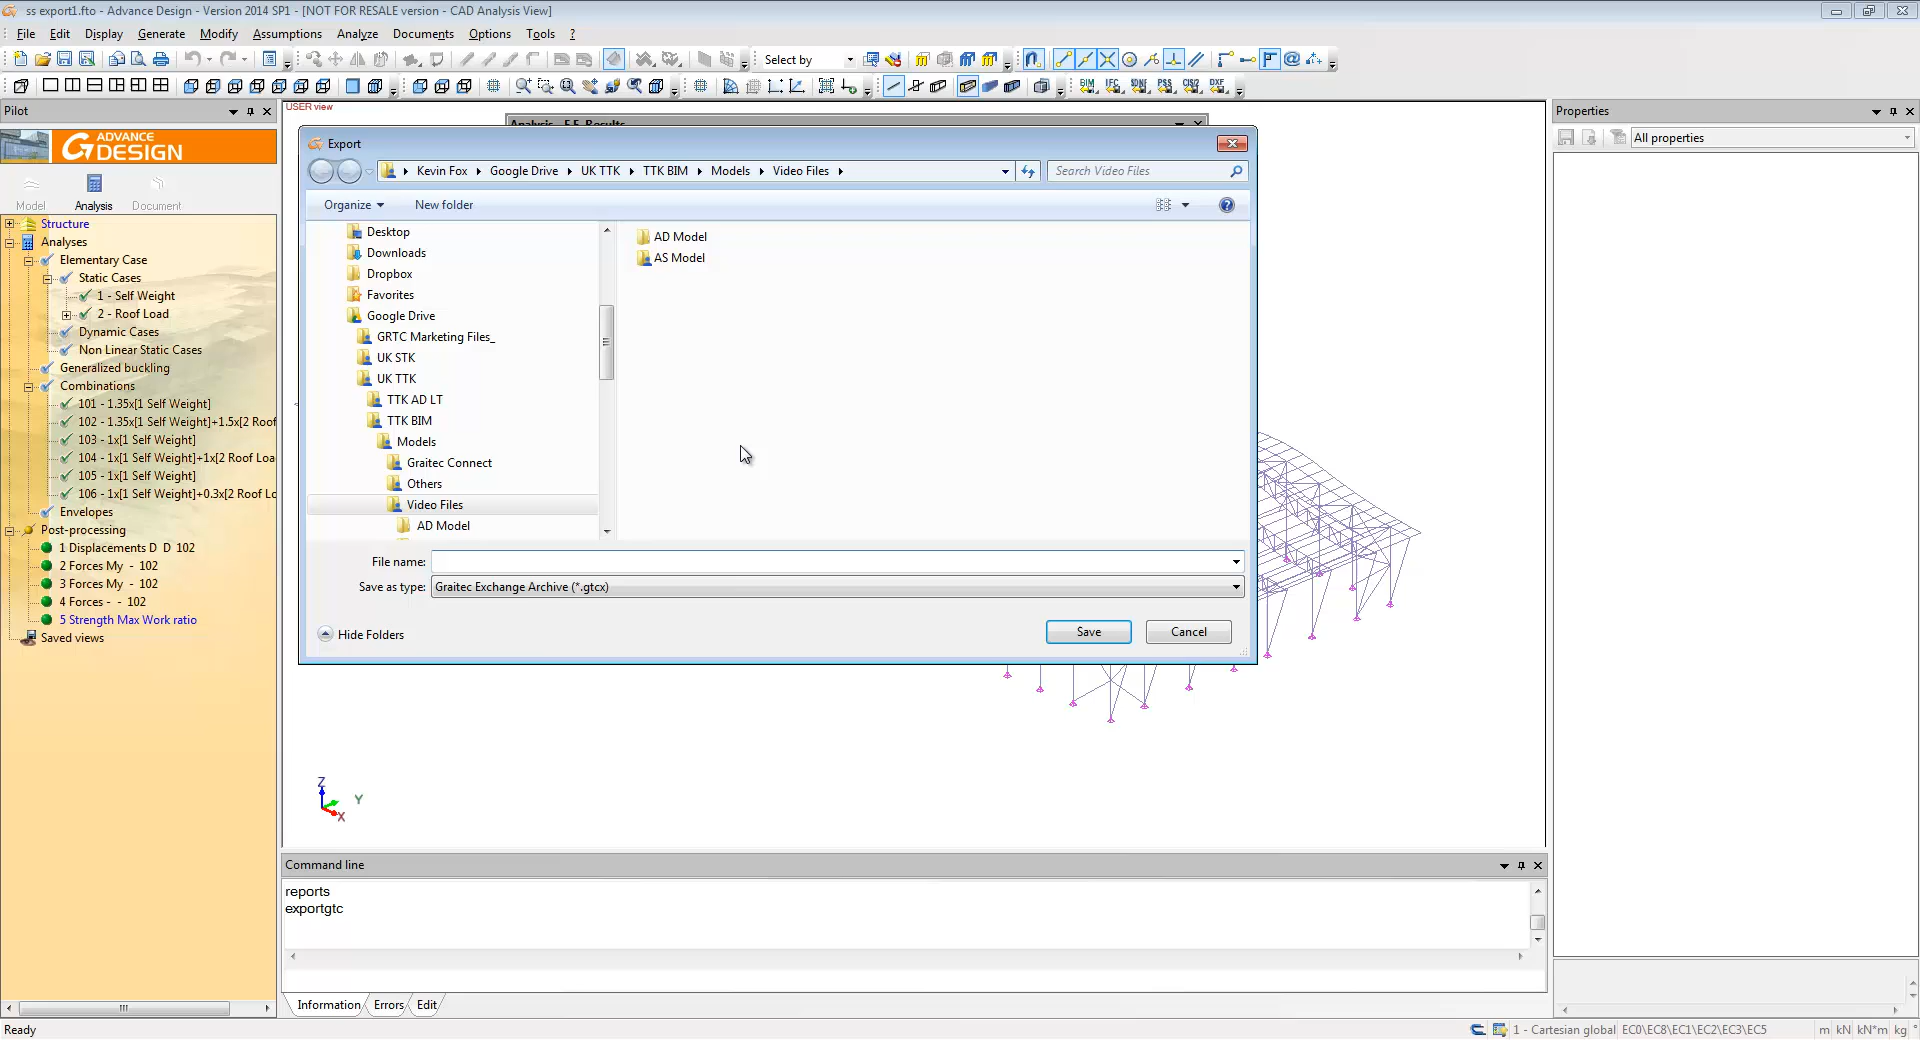 ss export1.fto - Advance Design - Version 2014 SP1 - [NOT FOR RESALE version - CAD Analysis View]
File Edit Display Generate Modify Assumptions Analyze Documents Options Tools ?
Select by
BIM IFC SDNF PSS CIS/2 DXF
Pilot
ADVANCE
DESIGN
Model Analysis Document
Structure
Analyses
Elementary Case
Static Cases
1 - Self Weight
2 - Roof Load
Dynamic Cases
Non Linear Static Cases
Generalized buckling
Combinations
101 - 1.35x[1 Self Weight]
102 - 1.35x[1 Self Weight]+1.5x[2 Roof
103 - 1x[1 Self Weight]
104 - 1x[1 Self Weight]+1x[2 Roof Loa
105 - 1x[1 Self Weight]
106 - 1x[1 Self Weight]+0.3x[2 Roof Lo
Envelopes
Post-processing
1 Displacements D D 102
2 Forces My - 102
3 Forces My - 102
4 Forces - - 102
5 Strength Max Work ratio
Saved views
USER view
Analysis - F.E. Results
Export
Kevin Fox Google Drive UK TTK TTK BIM Models Video Files
Search Video Files
Organize New folder
Desktop
Downloads
Dropbox
Favorites
Google Drive
GRTC Marketing Files_
UK STK
UK TTK
TTK AD LT
TTK BIM
Models
Graitec Connect
Others
Video Files
AD Model
AD Model
AS Model
File name:
Save as type: Graitec Exchange Archive (*.gtcx)
Hide Folders
Save Cancel
Z
Y
X
Command line
reports
exportgtc
Information Errors Edit
Properties
All properties
Ready
1 - Cartesian global EC0\EC8\EC1\EC2\EC3\EC5 m kN kN*m kg °